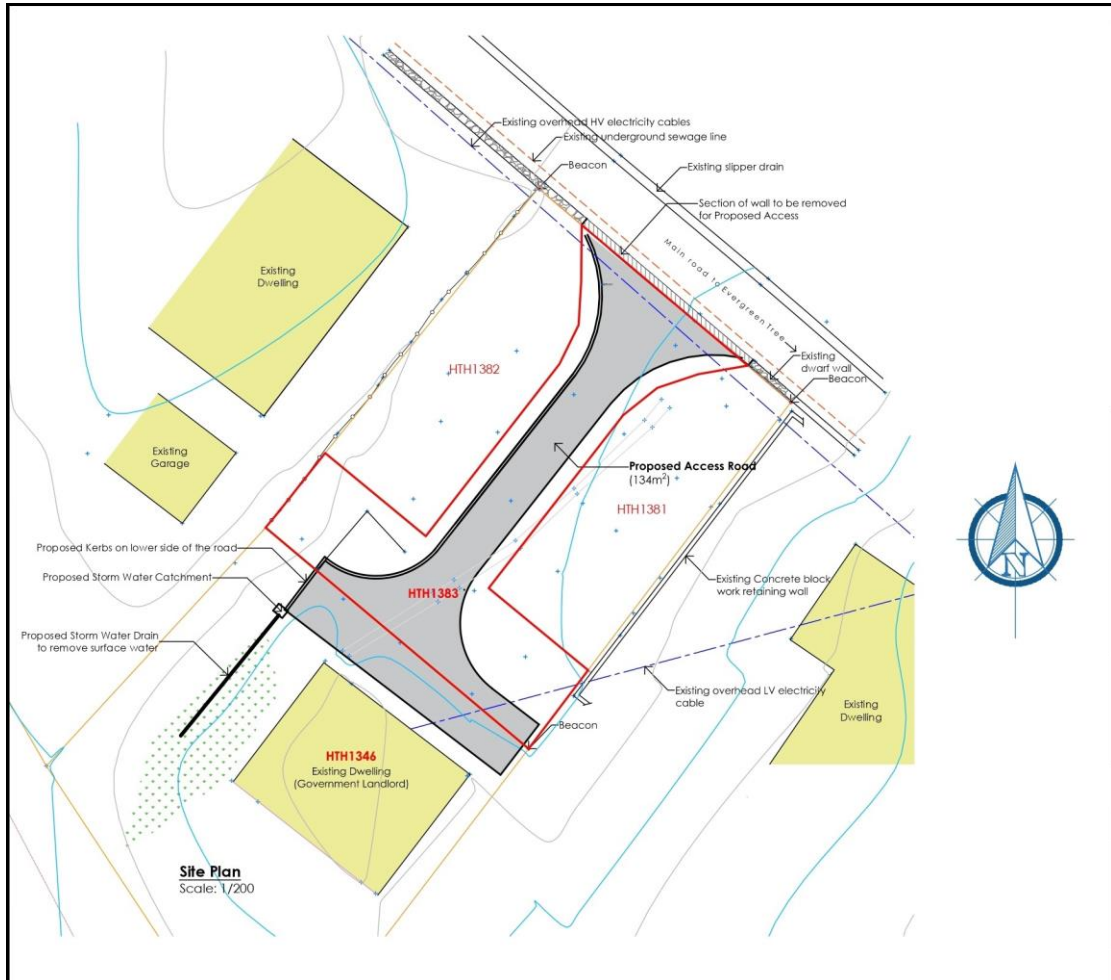 Existing overhead HV electricity cables
Existing underground sewage line
Beacon
Existing slipper drain
Section of wall to be removed
for Proposed Access
Main road to Evergreen Tree
Existing
Dwelling
HTH1382
Existing
dwarf wall
Beacon
Existing
Garage
Proposed Access Road
(134m²)
HTH1381
Proposed Kerbs on lower side of the road
Proposed Storm Water Catchment
HTH1383
Existing Concrete block
work retaining wall
Proposed Storm Water Drain
to remove surface water
Existing overhead LV electricity
cable
Existing
Dwelling
Beacon
HTH1346
Existing Dwelling
(Government Landlord)
Site Plan
Scale: 1/200
N